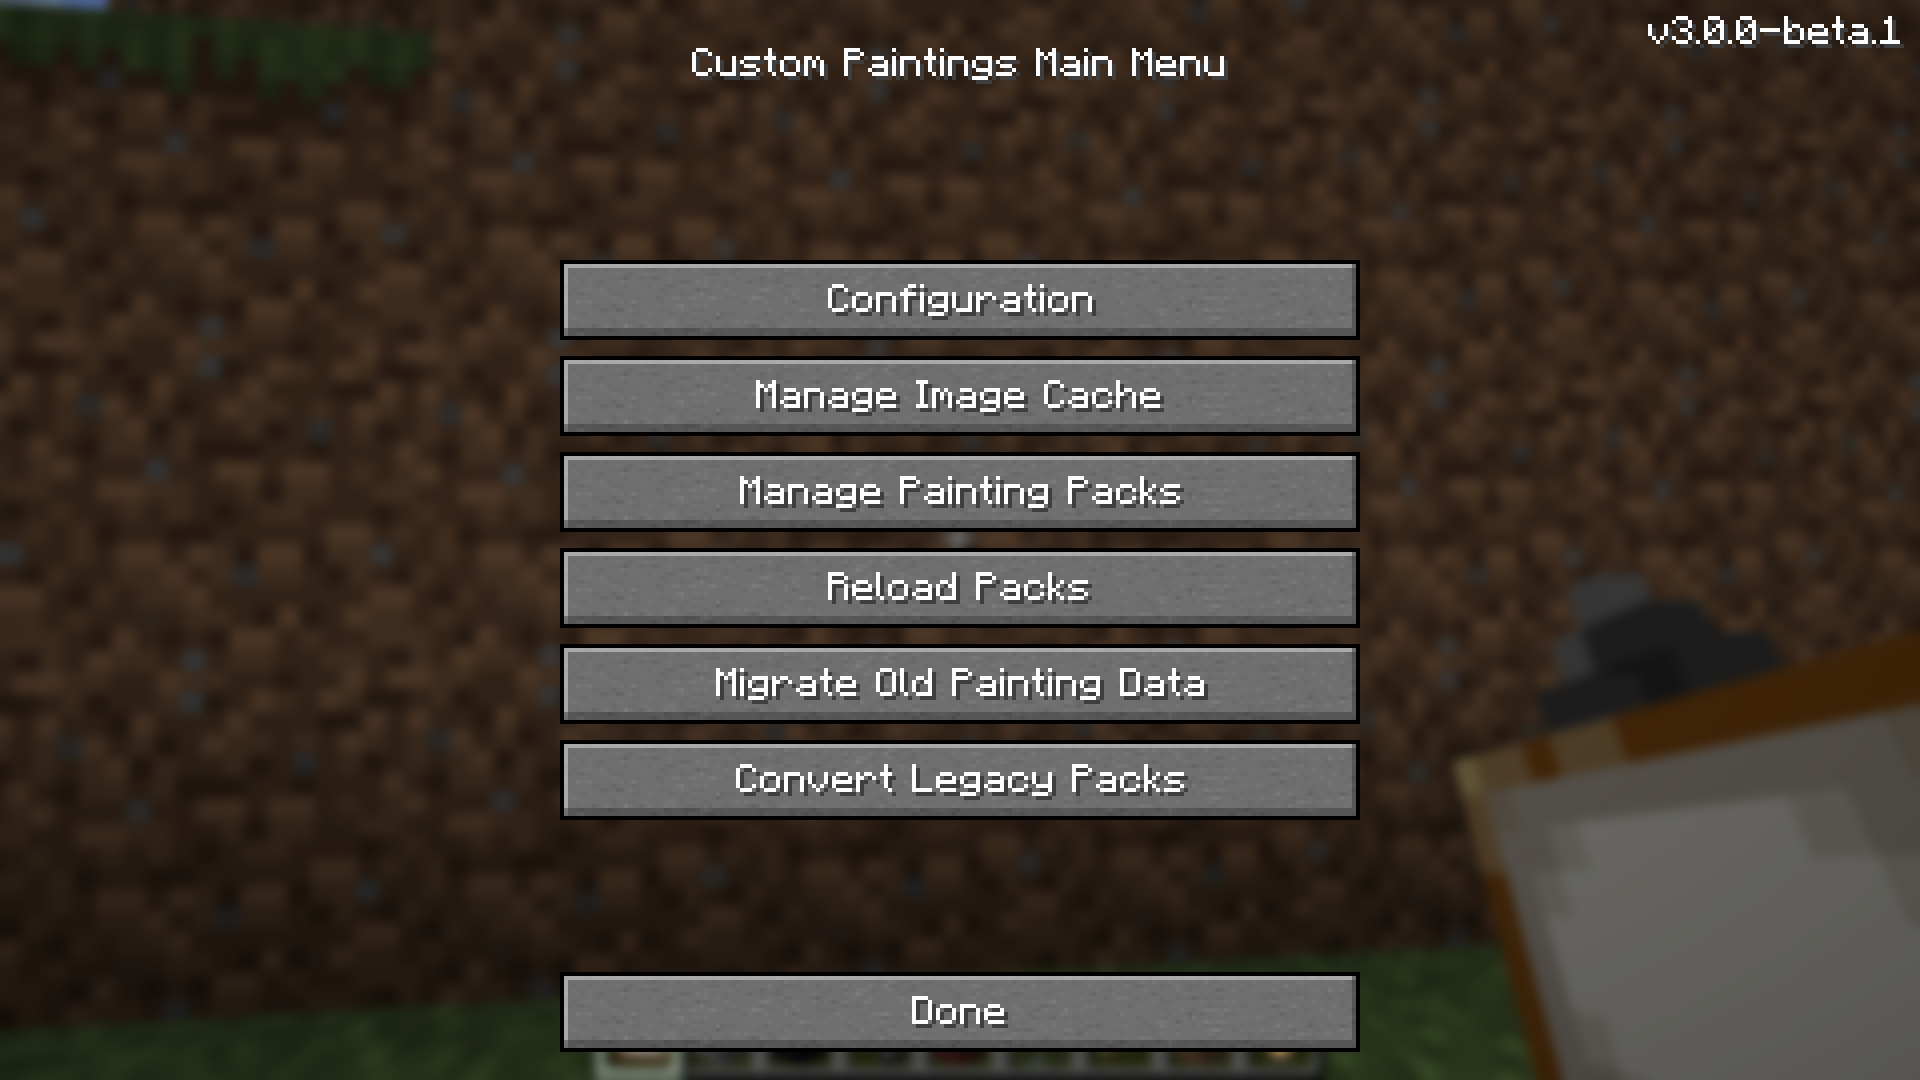 v3.0.0-beta.1
Custom Paintings Main Menu
Configuration
Manage Image Cache
Manage Painting Packs
Reload Packs
Migrate Old Painting Data
Convert Legacy Packs
Done